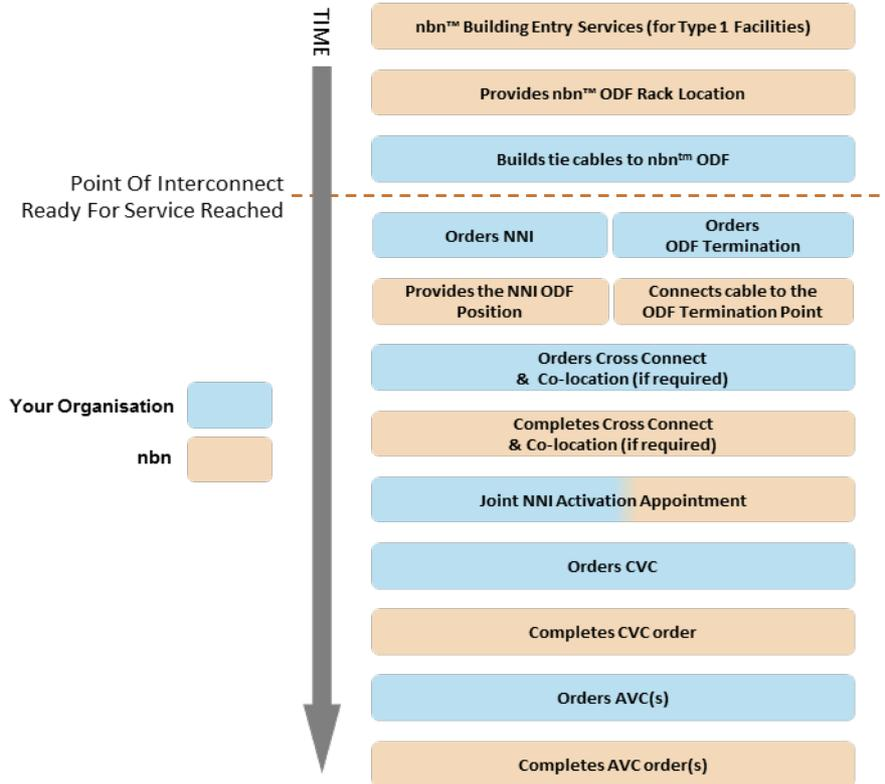 TIME
nbn™ Building Entry Services (for Type 1 Facilities)
Provides nbn™ ODF Rack Location
Builds tie cables to nbn™ ODF
Point Of Interconnect
Ready For Service Reached
Orders NNI
Orders
ODF Termination
Provides the NNI ODF
Position
Connects cable to the
ODF Termination Point
Orders Cross Connect
& Co-location (if required)
Your Organisation
Completes Cross Connect
& Co-location (if required)
nbn
Joint NNI Activation Appointment
Orders CVC
Completes CVC order
Orders AVC(s)
Completes AVC order(s)